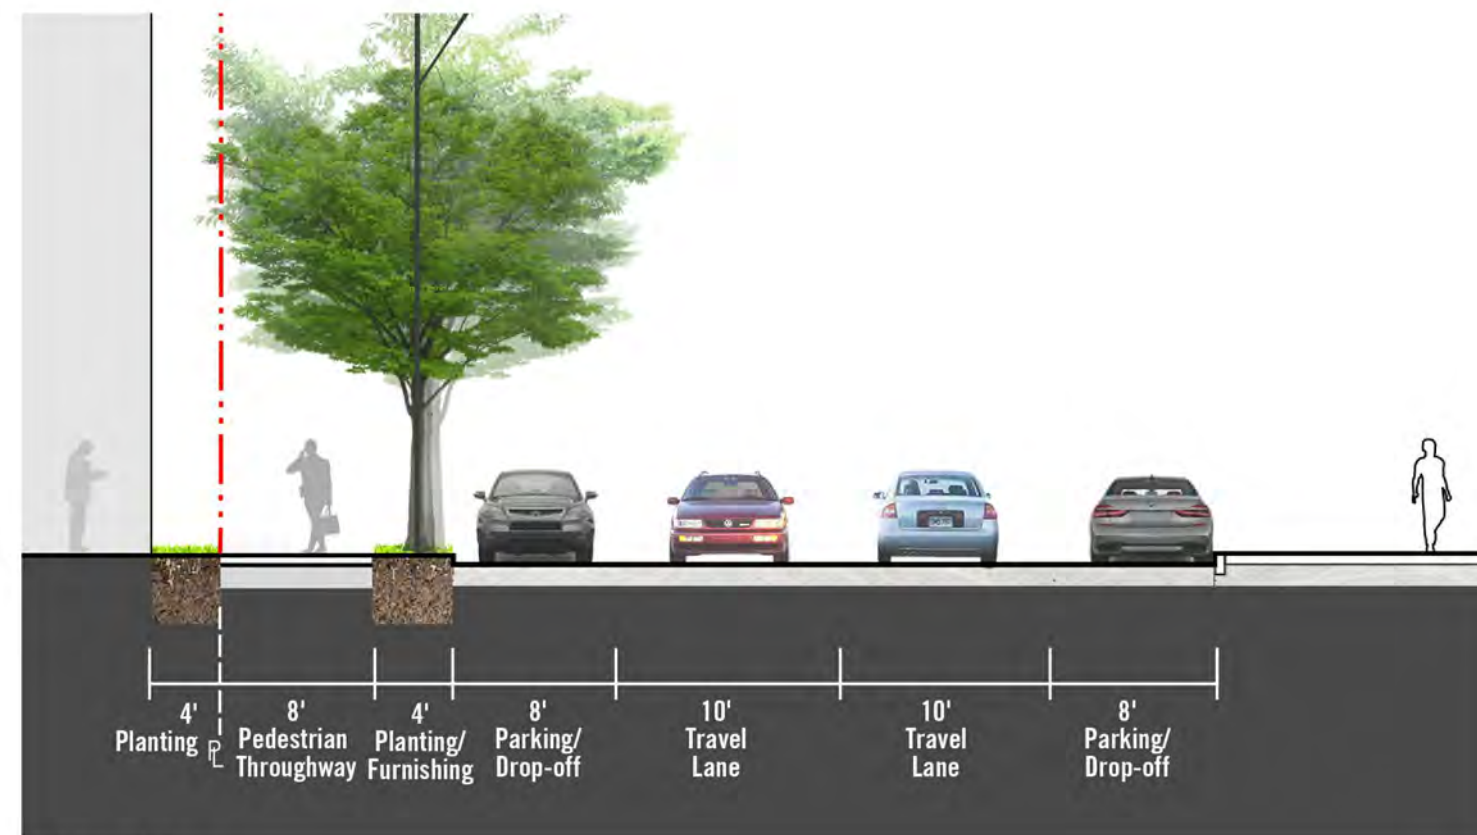 4'
Planting
PL
8'
Pedestrian
Throughway
4'
Planting/
Furnishing
8'
Parking/
Drop-off
10'
Travel
Lane
10'
Travel
Lane
8'
Parking/
Drop-off